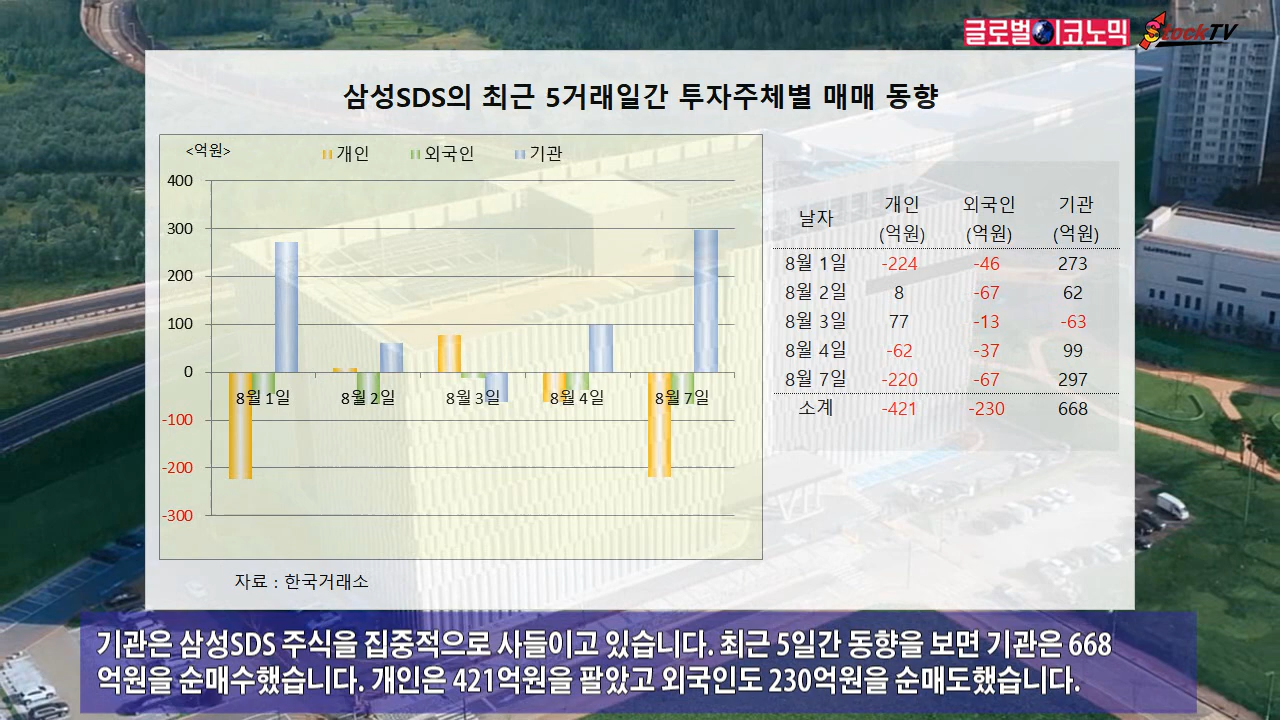 글로벌이코노믹 StockTV
삼성SDS의 최근 5거래일간 투자주체별 매매 동향
<억원>
개인 외국인 기관
400
300
200
100
0
-100
-200
-300
8월 1일 8월 2일 8월 3일 8월 4일 8월 7일
날자 개인 외국인 기관
(억원) (억원) (억원)
8월 1일 -224 -46 273
8월 2일 8 -67 62
8월 3일 77 -13 -63
8월 4일 -62 -37 99
8월 7일 -220 -67 297
소계 -421 -230 668
자료 : 한국거래소
기관은 삼성SDS 주식을 집중적으로 사들이고 있습니다. 최근 5일간 동향을 보면 기관은 668
억원을 순매수했습니다. 개인은 421억원을 팔았고 외국인도 230억원을 순매도했습니다.